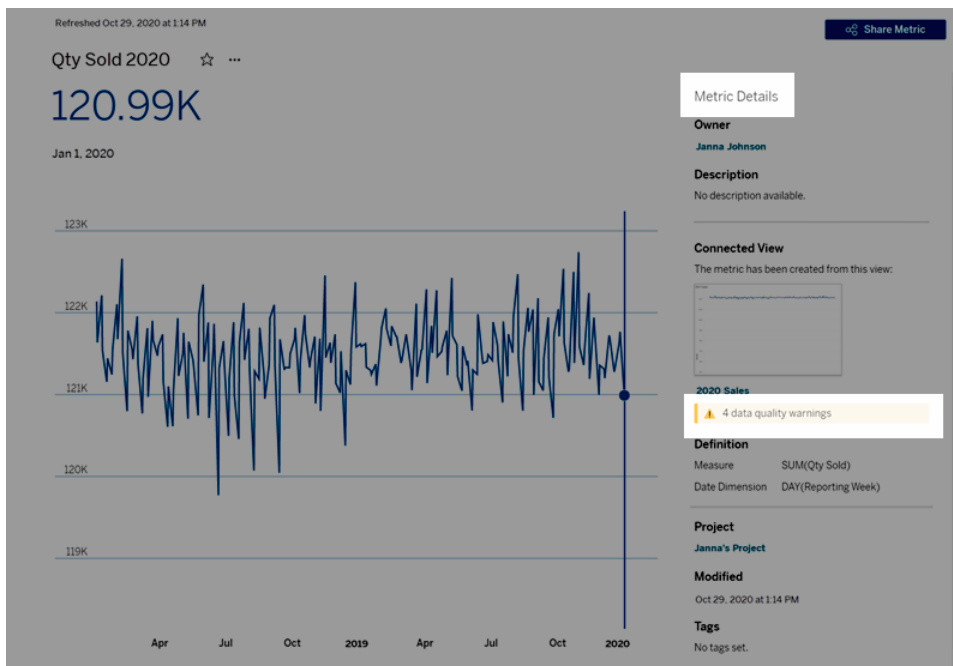 Refreshed Oct 29, 2020 at 1:14 PM
Share Metric
Qty Sold 2020
120.99K
Jan 1, 2020
123K
122K
121K
120K
119K
Apr
Jul
Oct
2019
Apr
Jul
Oct
2020
Metric Details
Owner
Janna Johnson
Description
No description available.
Connected View
The metric has been created from this view:
2020 Sales
4 data quality warnings
Definition
Measure SUM(Qty Sold)
Date Dimension DAY(Reporting Week)
Project
Janna's Project
Modified
Oct 29, 2020 at 1:14 PM
Tags
No tags set.